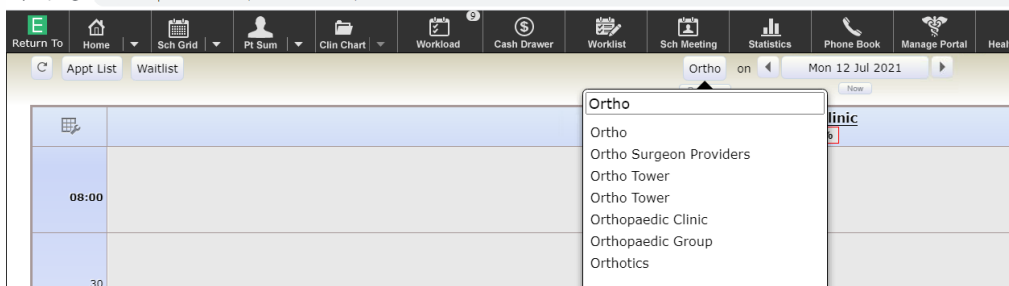 E 9
Return To Home Sch Grid Pt Sum Clin Chart Workload Cash Drawer Worklist Sch Meeting Statistics Phone Book Manage Portal Heal
Appt List Waitlist Ortho on Mon 12 Jul 2021
Now
Ortho
linic
Ortho
Ortho Surgeon Providers
Ortho Tower
08:00 Ortho Tower
Orthopaedic Clinic
Orthopaedic Group
Orthotics
30